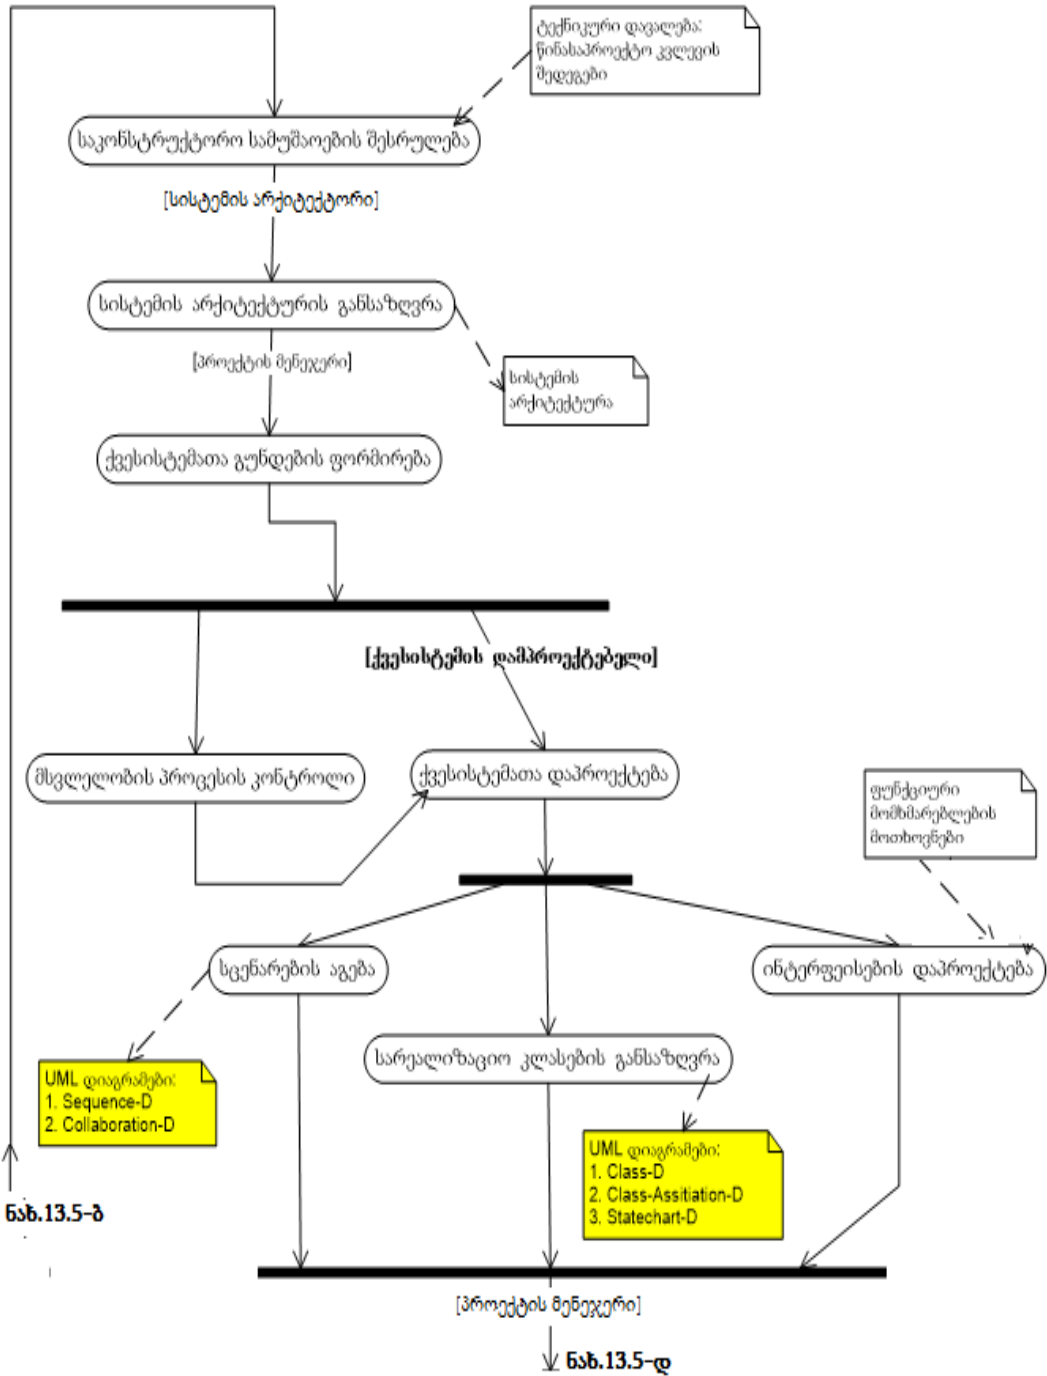 ტექნიკური დავალება:
წინასაპროექტო კვლევის
შედეგები
საკონსტრუქტორო სამუშაოების შესრულება
[სისტემის არქიტექტორი]
სისტემის არქიტექტურის განსაზღვრა
[პროექტის მენეჯერი]
სისტემის
არქიტექტურა
ქვესისტემათა გუნდების ფორმირება
[ქვესისტემის დამპროექტებელი]
მსვლელობის პროცესის კონტროლი
ქვესისტემათა დაპროექტება
ფუნქციური
მომხმარებლების
მოთხოვნები
სცენარების აგება
ინტერფეისების დაპროექტება
სარეალიზაციო კლასების განსაზღვრა
UML დიაგრამები:
1. Sequence-D
2. Collaboration-D
UML დიაგრამები:
1. Class-D
2. Class-Assitiation-D
3. Statechart-D
ნახ.13.5-ბ
[პროექტის მენეჯერი]
ნახ.13.5-დ